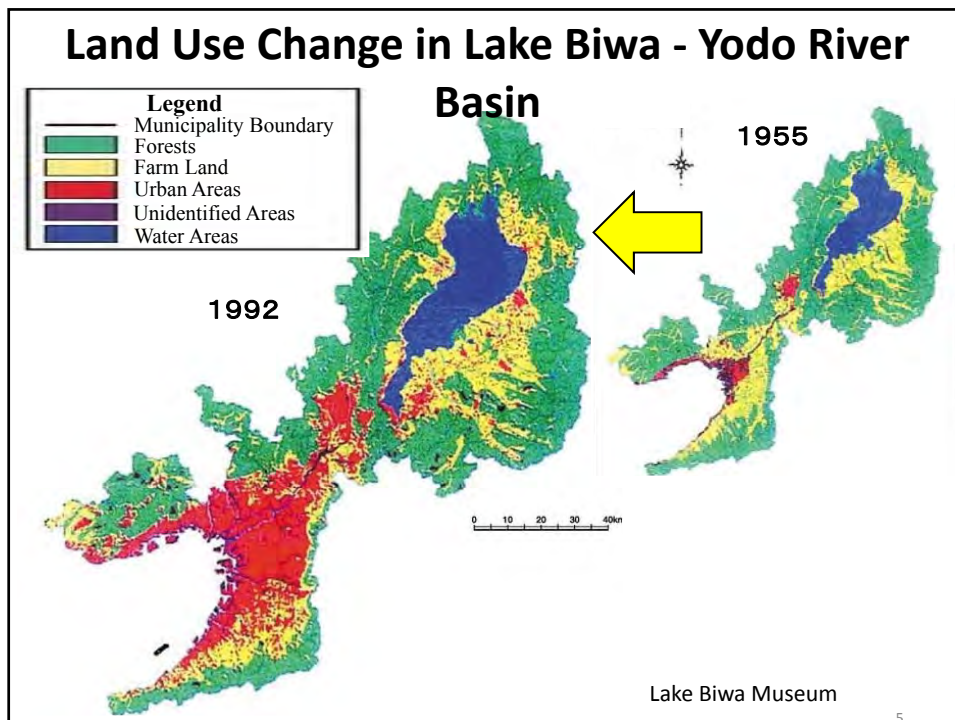 Land Use Change in Lake Biwa - Yodo River
Basin
Legend
Municipality Boundary
Forests
Farm Land
Urban Areas
Unidentified Areas
Water Areas
1955
1992
0 10 20 30 40km
Lake Biwa Museum
5